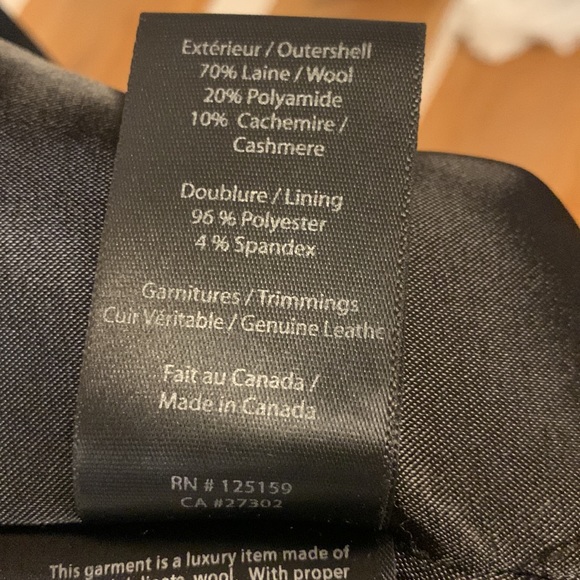 Extérieur / Outershell
70% Laine / Wool
20% Polyamide
10% Cachemire /
Cashmere
Doublure / Lining
96 % Polyester
4 % Spandex
Garnitures / Trimmings
Cuir Véritable / Genuine Leathe
Fait au Canada /
Made in Canada
RN # 125159
CA #27302
This garment is a luxury item made of
delicate wool. With proper